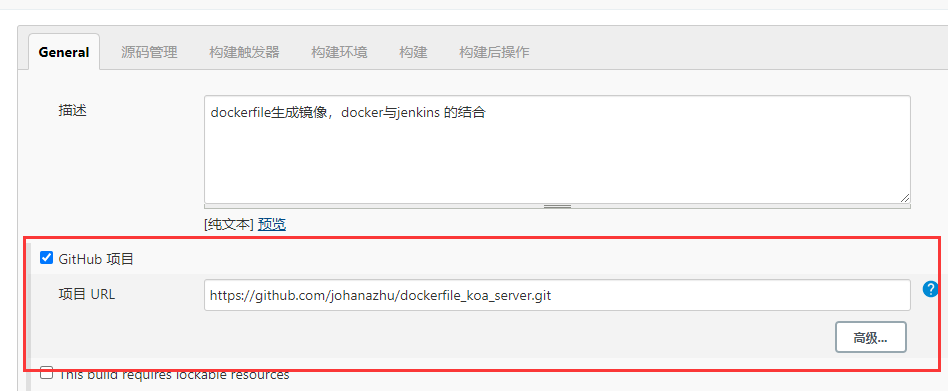 General 源码管理 构建触发器 构建环境 构建 构建后操作
描述
dockerfile生成镜像，docker与jenkins 的结合
[纯文本] 预览
GitHub 项目
项目 URL
https://github.com/johanazhu/dockerfile_koa_server.git
?
高级...
This build requires lockable resources